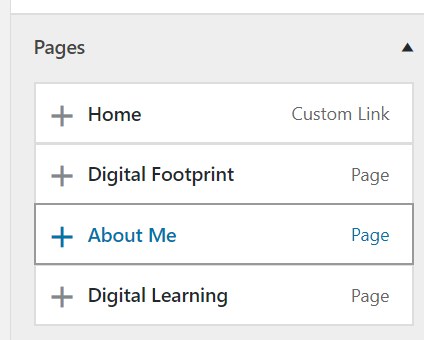 Pages
Home Custom Link
Digital Footprint Page
About Me Page
Digital Learning Page